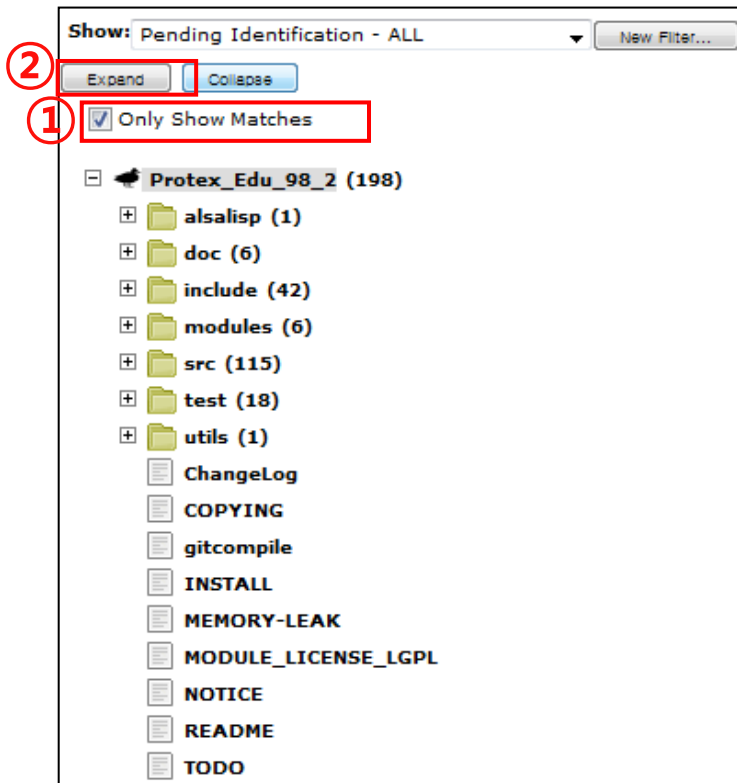 Show: Pending Identification - ALL New Filter...
② Expand Collapse
① Only Show Matches
Protex_Edu_98_2 (198)
alsalisp (1)
doc (6)
include (42)
modules (6)
src (115)
test (18)
utils (1)
ChangeLog
COPYING
gitcompile
INSTALL
MEMORY-LEAK
MODULE_LICENSE_LGPL
NOTICE
README
TODO